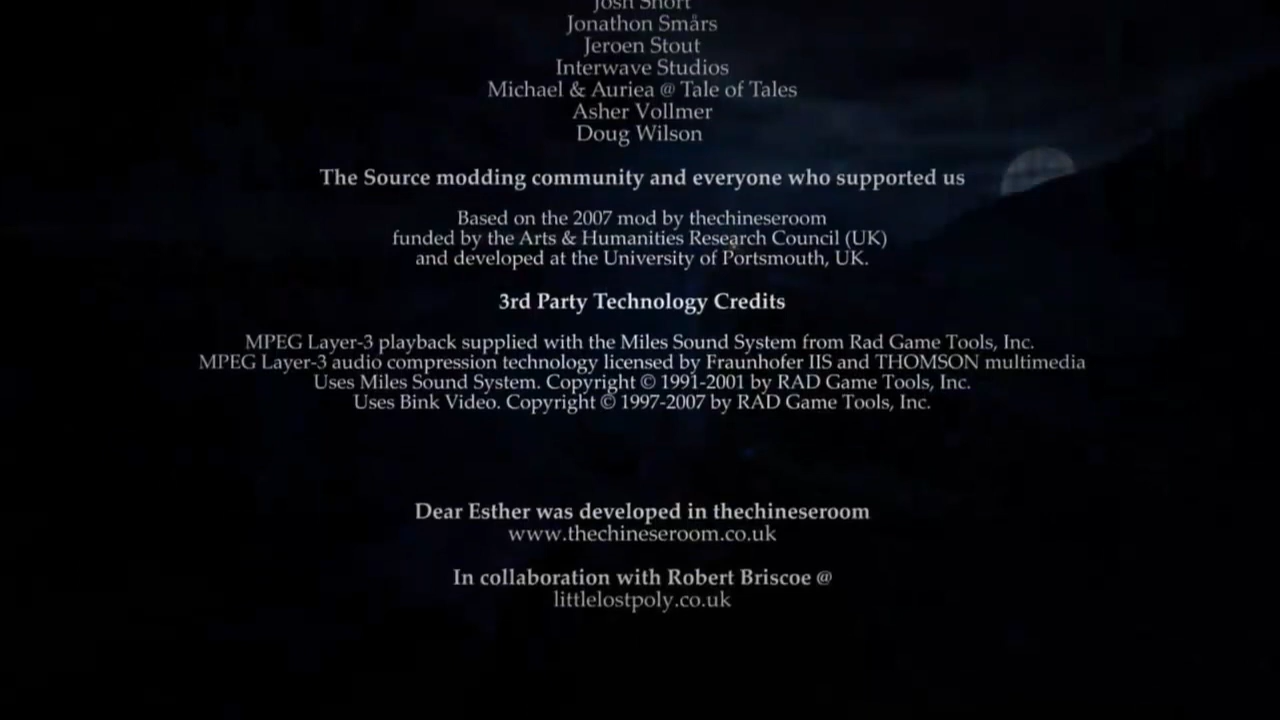 Josh Short
Jonathon Smårs
Jeroen Stout
Interwave Studios
Michael & Auriea @ Tale of Tales
Asher Vollmer
Doug Wilson
The Source modding community and everyone who supported us
Based on the 2007 mod by thechineseroom
funded by the Arts & Humanities Research Council (UK)
and developed at the University of Portsmouth, UK.
3rd Party Technology Credits
MPEG Layer-3 playback supplied with the Miles Sound System from Rad Game Tools, Inc.
MPEG Layer-3 audio compression technology licensed by Fraunhofer IIS and THOMSON multimedia
Uses Miles Sound System. Copyright © 1991-2001 by RAD Game Tools, Inc.
Uses Bink Video. Copyright © 1997-2007 by RAD Game Tools, Inc.
Dear Esther was developed in thechineseroom
www.thechineseroom.co.uk
In collaboration with Robert Briscoe @
littlelostpoly.co.uk